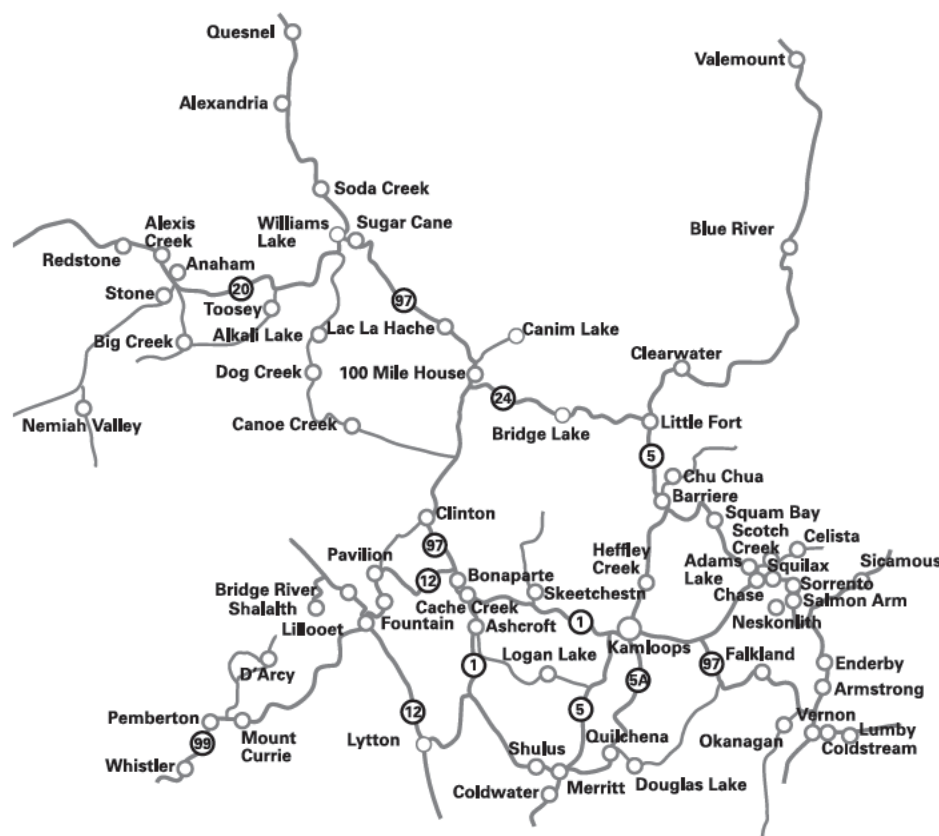 Quesnel
Valemount
Alexandria
Soda Creek
Williams
Lake
Sugar Cane
Blue River
Alexis
Creek
Redstone
Anaham
20
Stone
Toosey
97
Big Creek
Alkali Lake
Lac La Hache
Canim Lake
Clearwater
Dog Creek
100 Mile House
24
Nemiah Valley
Canoe Creek
Bridge Lake
Little Fort
5
Chu Chua
Barriere
Clinton
Squam Bay
97
Scotch
Creek
Celista
Pavilion
12
Bonaparte
Heffley
Creek
Adams
Lake
Squilax
Sicamous
Bridge River
Skeetchestn
Chase
Sorrento
Shalalth
Cache Creek
Salmon Arm
Lillooet
Fountain
Ashcroft
1
Neskonlith
Kamloops
D'Arcy
1
Logan Lake
5A
97
Falkland
Enderby
Armstrong
Pemberton
12
5
99
Mount
Currie
Lytton
Shulus
Quilchena
Okanagan
Vernon
Lumby
Coldstream
Whistler
Coldwater
Merritt
Douglas Lake